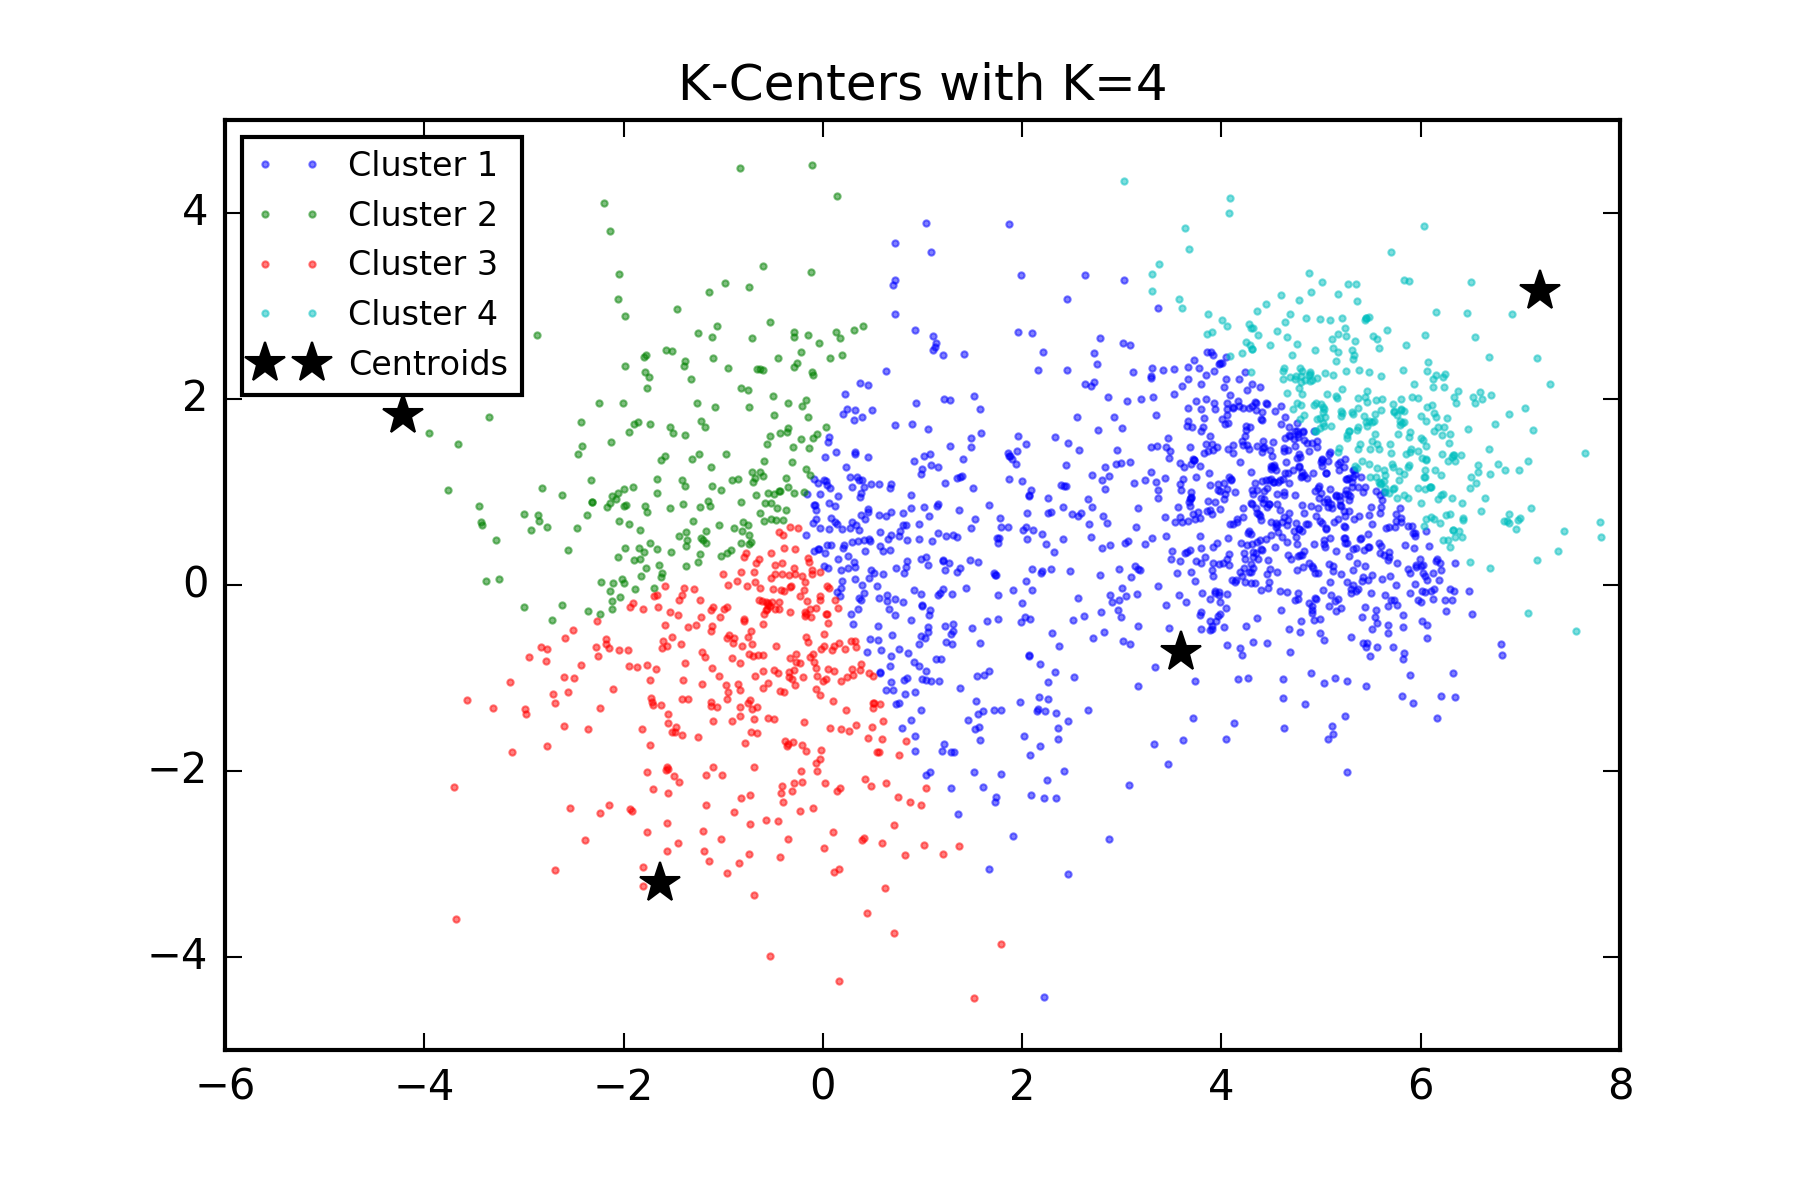 K-Centers with K=4
Cluster 1
Cluster 2
Cluster 3
Cluster 4
Centroids
4
2
0
−2
−4
−6 −4 −2 0 2 4 6 8